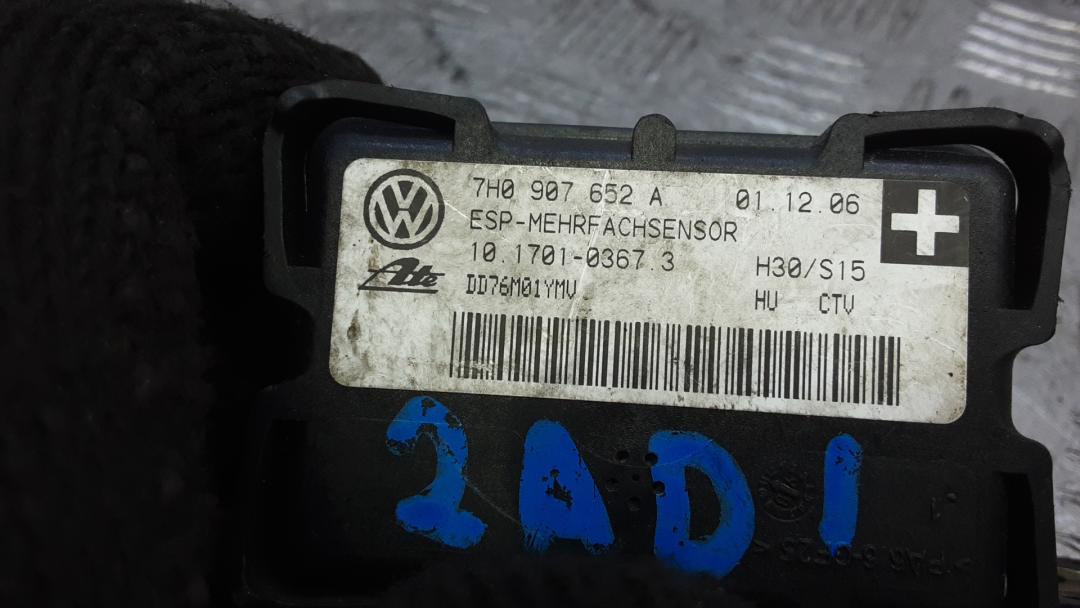 7H0 907 652 A 01.12.06
ESP-MEHRFACHSENSOR
10.1701-0367.3 H30/S15
Ate DD76M01YMV HU CTV
2AD1